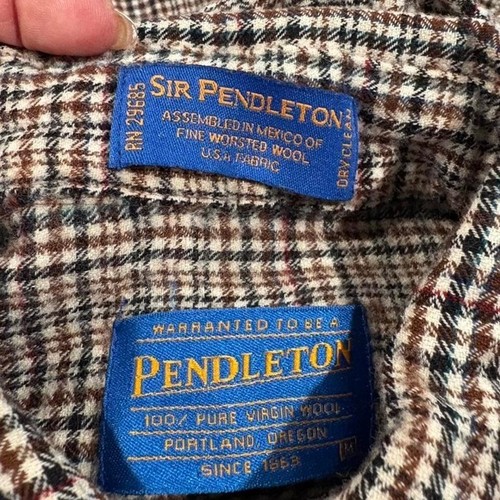 SIR PENDLETON
RN 29685
ASSEMBLED IN MEXICO OF
FINE WORSTED WOOL
U.S.A FABRIC
DRY CLEAN
WARRANTED TO BE A
PENDLETON
100% PURE VIRGIN WOOL
PORTLAND, OREGON
SINCE 1863
M